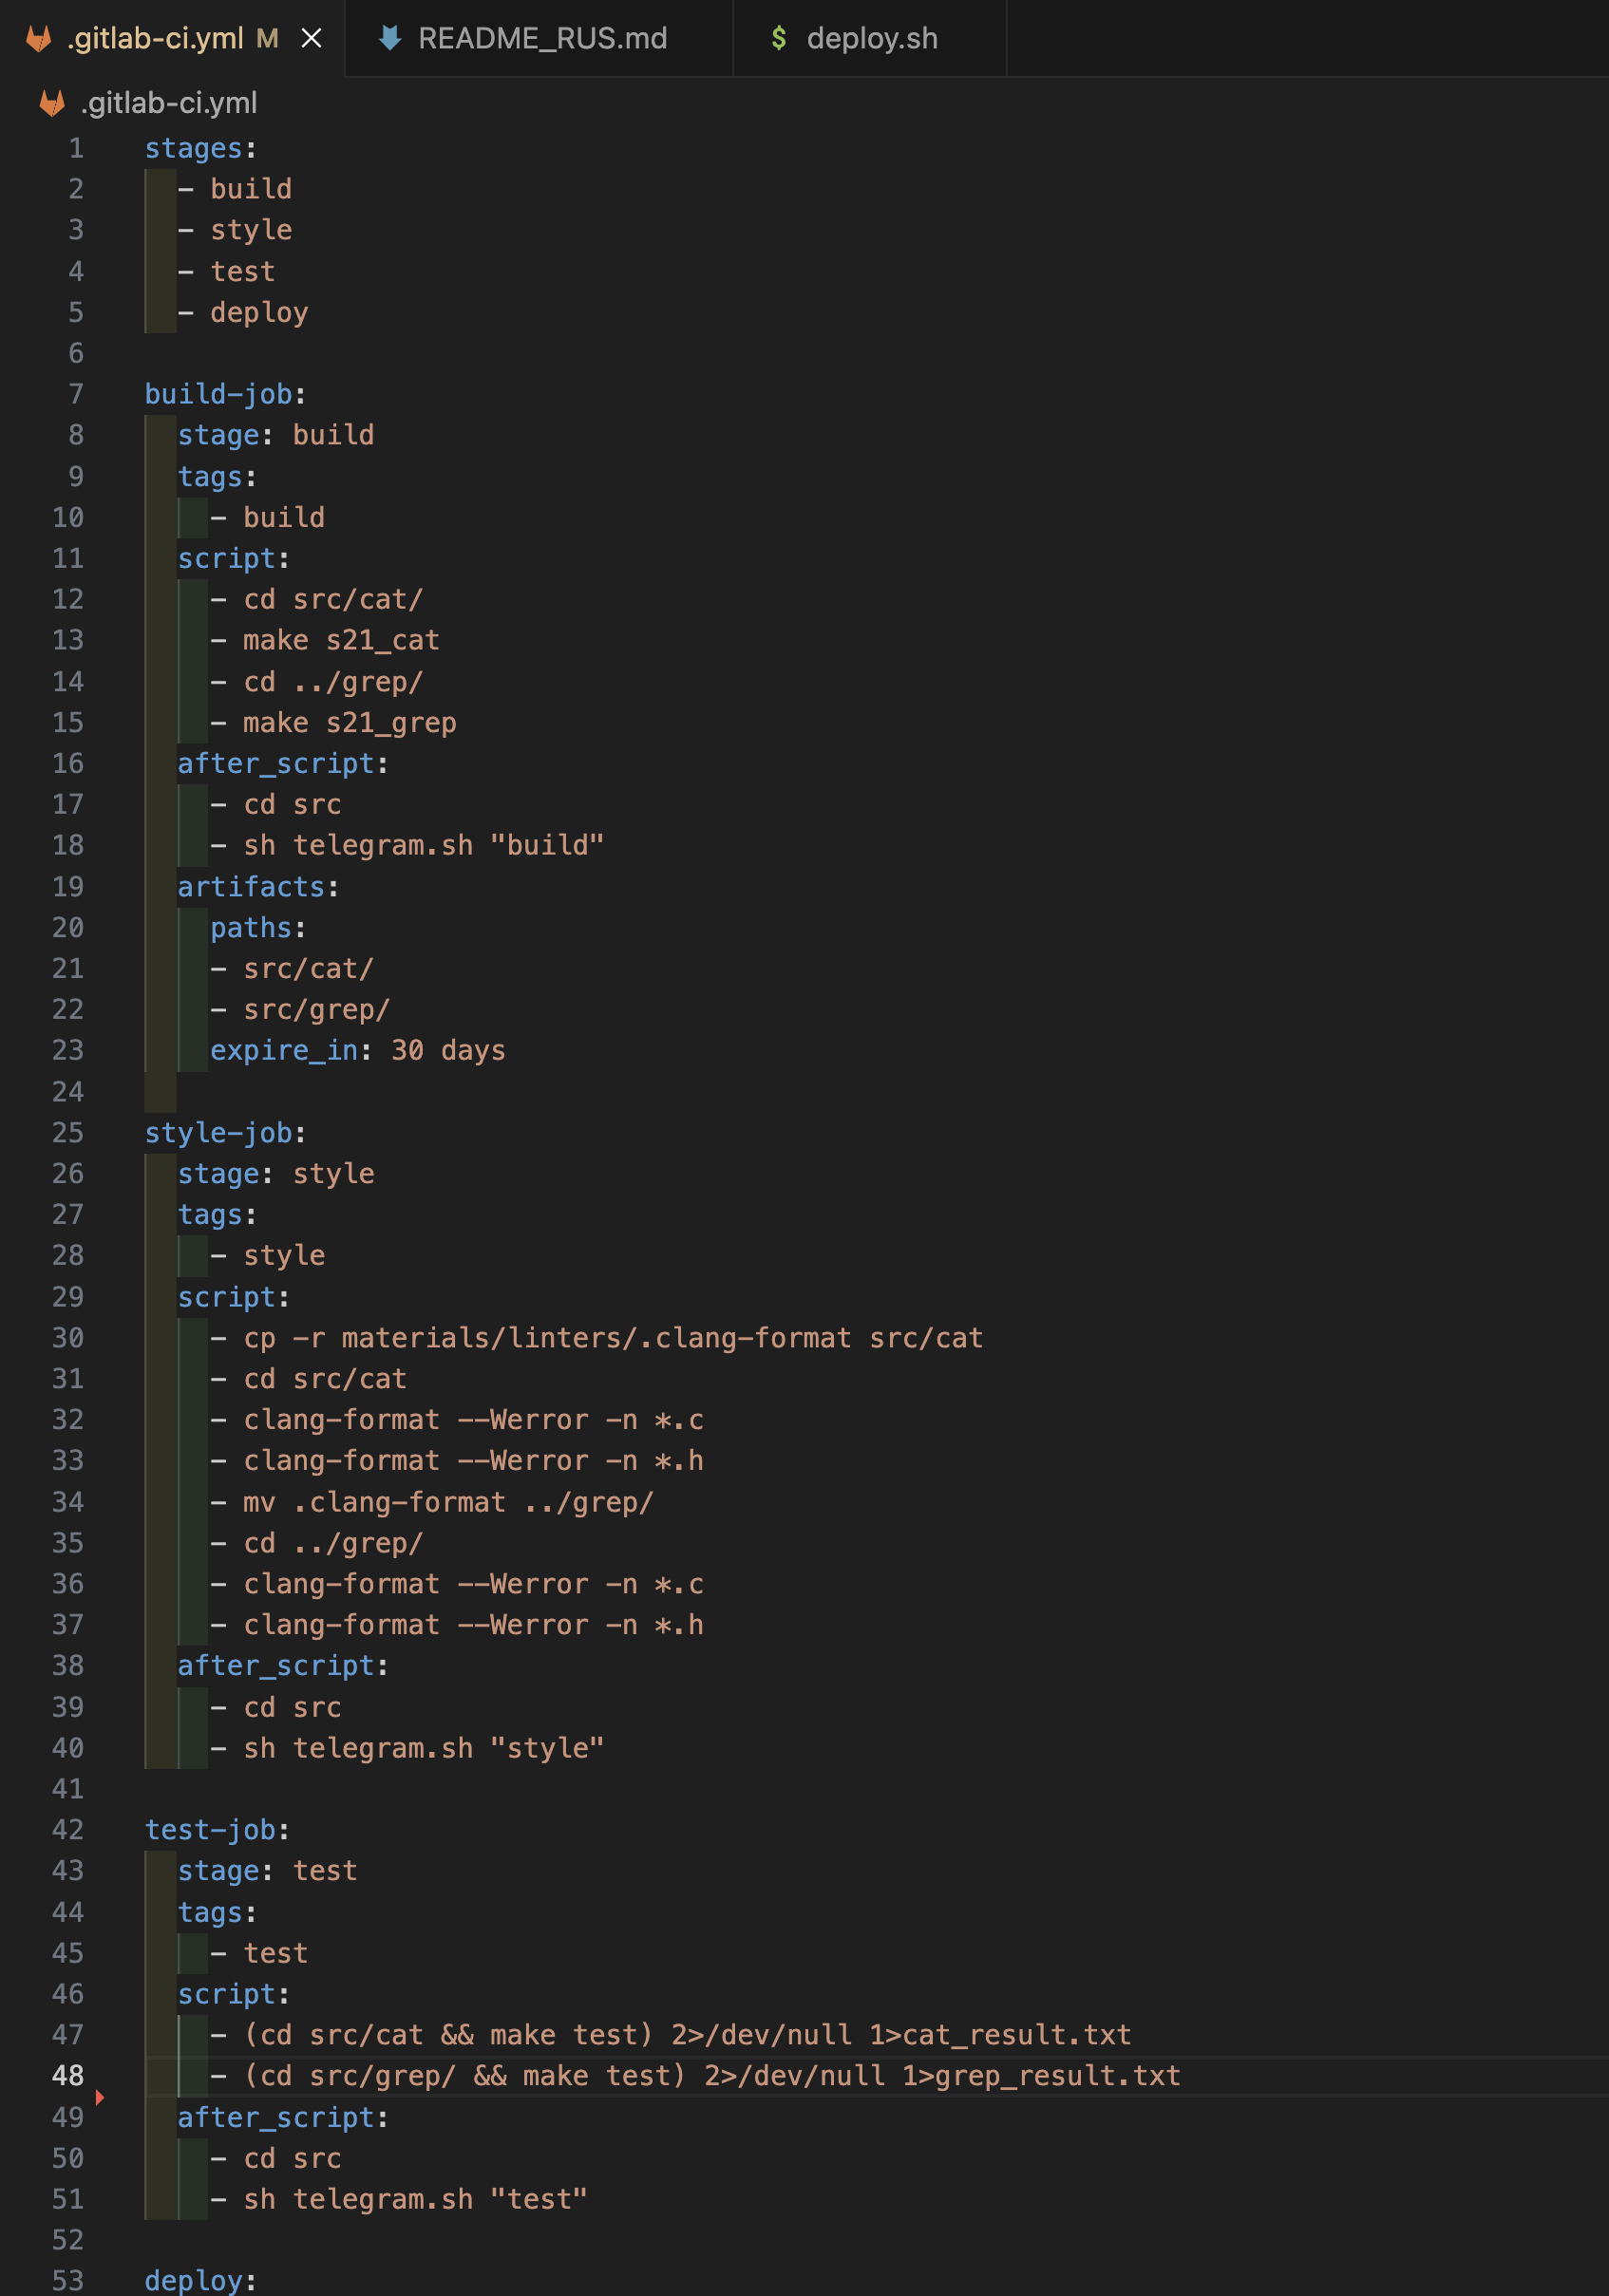 .gitlab-ci.yml M
README_RUS.md
$ deploy.sh
.gitlab-ci.yml
1 stages:
2   - build
3   - style
4   - test
5   - deploy
6
7 build-job:
8   stage: build
9   tags:
10     - build
11   script:
12     - cd src/cat/
13     - make s21_cat
14     - cd ../grep/
15     - make s21_grep
16   after_script:
17     - cd src
18     - sh telegram.sh "build"
19   artifacts:
20     paths:
21     - src/cat/
22     - src/grep/
23     expire_in: 30 days
24
25 style-job:
26   stage: style
27   tags:
28     - style
29   script:
30     - cp -r materials/linters/.clang-format src/cat
31     - cd src/cat
32     - clang-format --Werror -n *.c
33     - clang-format --Werror -n *.h
34     - mv .clang-format ../grep/
35     - cd ../grep/
36     - clang-format --Werror -n *.c
37     - clang-format --Werror -n *.h
38   after_script:
39     - cd src
40     - sh telegram.sh "style"
41
42 test-job:
43   stage: test
44   tags:
45     - test
46   script:
47     - (cd src/cat && make test) 2>/dev/null 1>cat_result.txt
48     - (cd src/grep/ && make test) 2>/dev/null 1>grep_result.txt
49   after_script:
50     - cd src
51     - sh telegram.sh "test"
52
53 deploy: